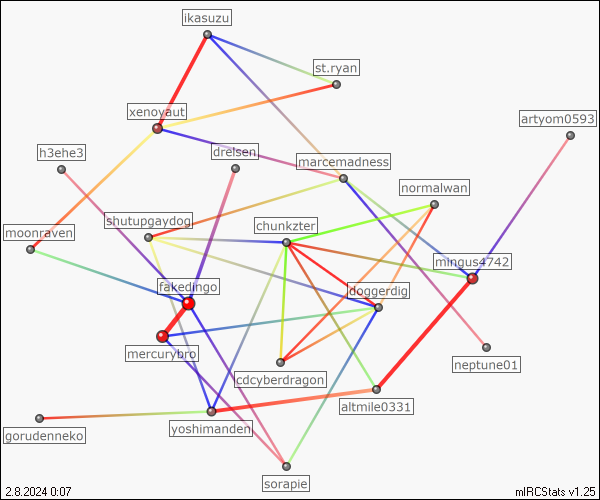 ikasuzu
st.ryan
xenoyaut
artyom0593
h3ehe3
dreisen
marcemadness
normalwan
shutupgaydog
chunkzter
moonraven
mingus4742
fakedingo
doggerdig
mercurybro
neptune01
cdcyberdragon
altmile0331
gorudenneko
yoshimanden
sorapie
2.8.2024 0:07
mIRCStats v1.25